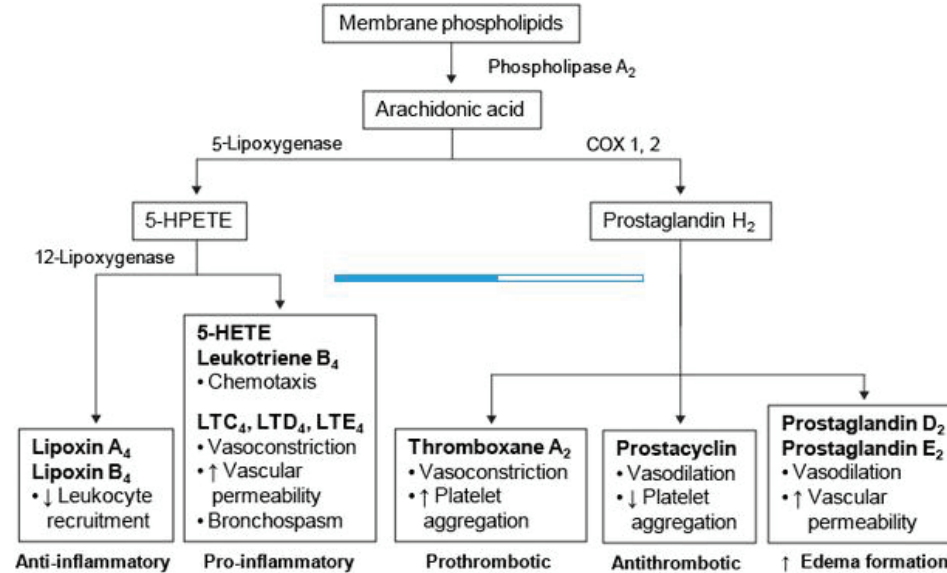 Membrane phospholipids
Phospholipase A₂
Arachidonic acid
5-Lipoxygenase
COX 1, 2
5-HPETE
Prostaglandin H₂
12-Lipoxygenase
5-HETE
Leukotriene B₄
• Chemotaxis
LTC₄, LTD₄, LTE₄
• Vasoconstriction
• ↑ Vascular
permeability
• Bronchospasm
Lipoxin A₄
Lipoxin B₄
• ↓ Leukocyte
recruitment
Thromboxane A₂
• Vasoconstriction
• ↑ Platelet
aggregation
Prostacyclin
• Vasodilation
• ↓ Platelet
aggregation
Prostaglandin D₂
Prostaglandin E₂
• Vasodilation
• ↑ Vascular
permeability
Anti-inflammatory
Pro-inflammatory
Prothrombotic
Antithrombotic
↑ Edema formation